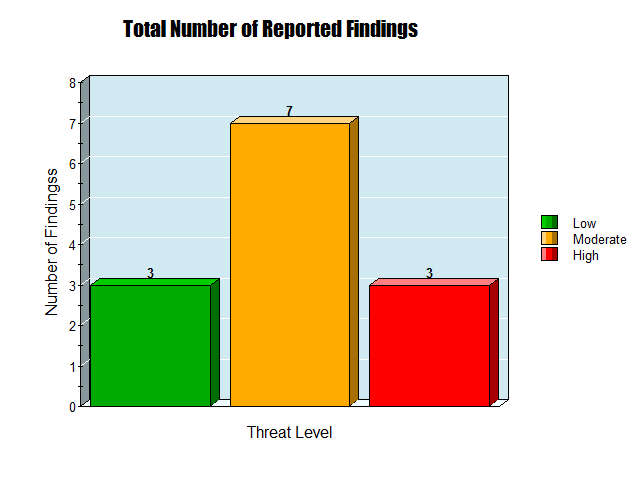 Total Number of Reported Findings
8
7
6
5
4
3
2
1
0
Number of Findingss
3
7
3
Threat Level
Low
Moderate
High